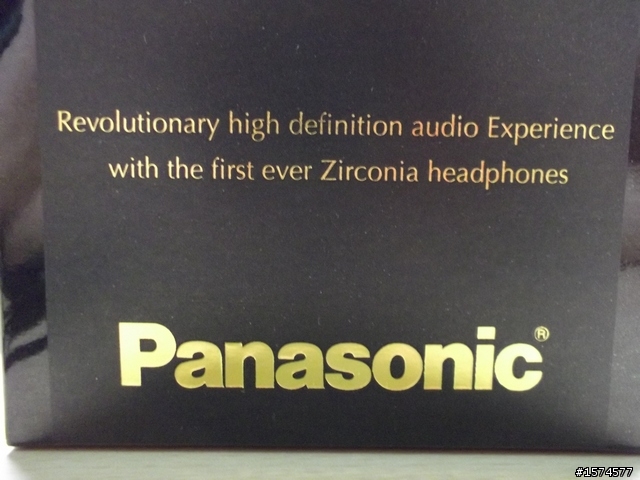 Revolutionary high definition audio Experience
with the first ever Zirconia headphones
Panasonic®
#1574577